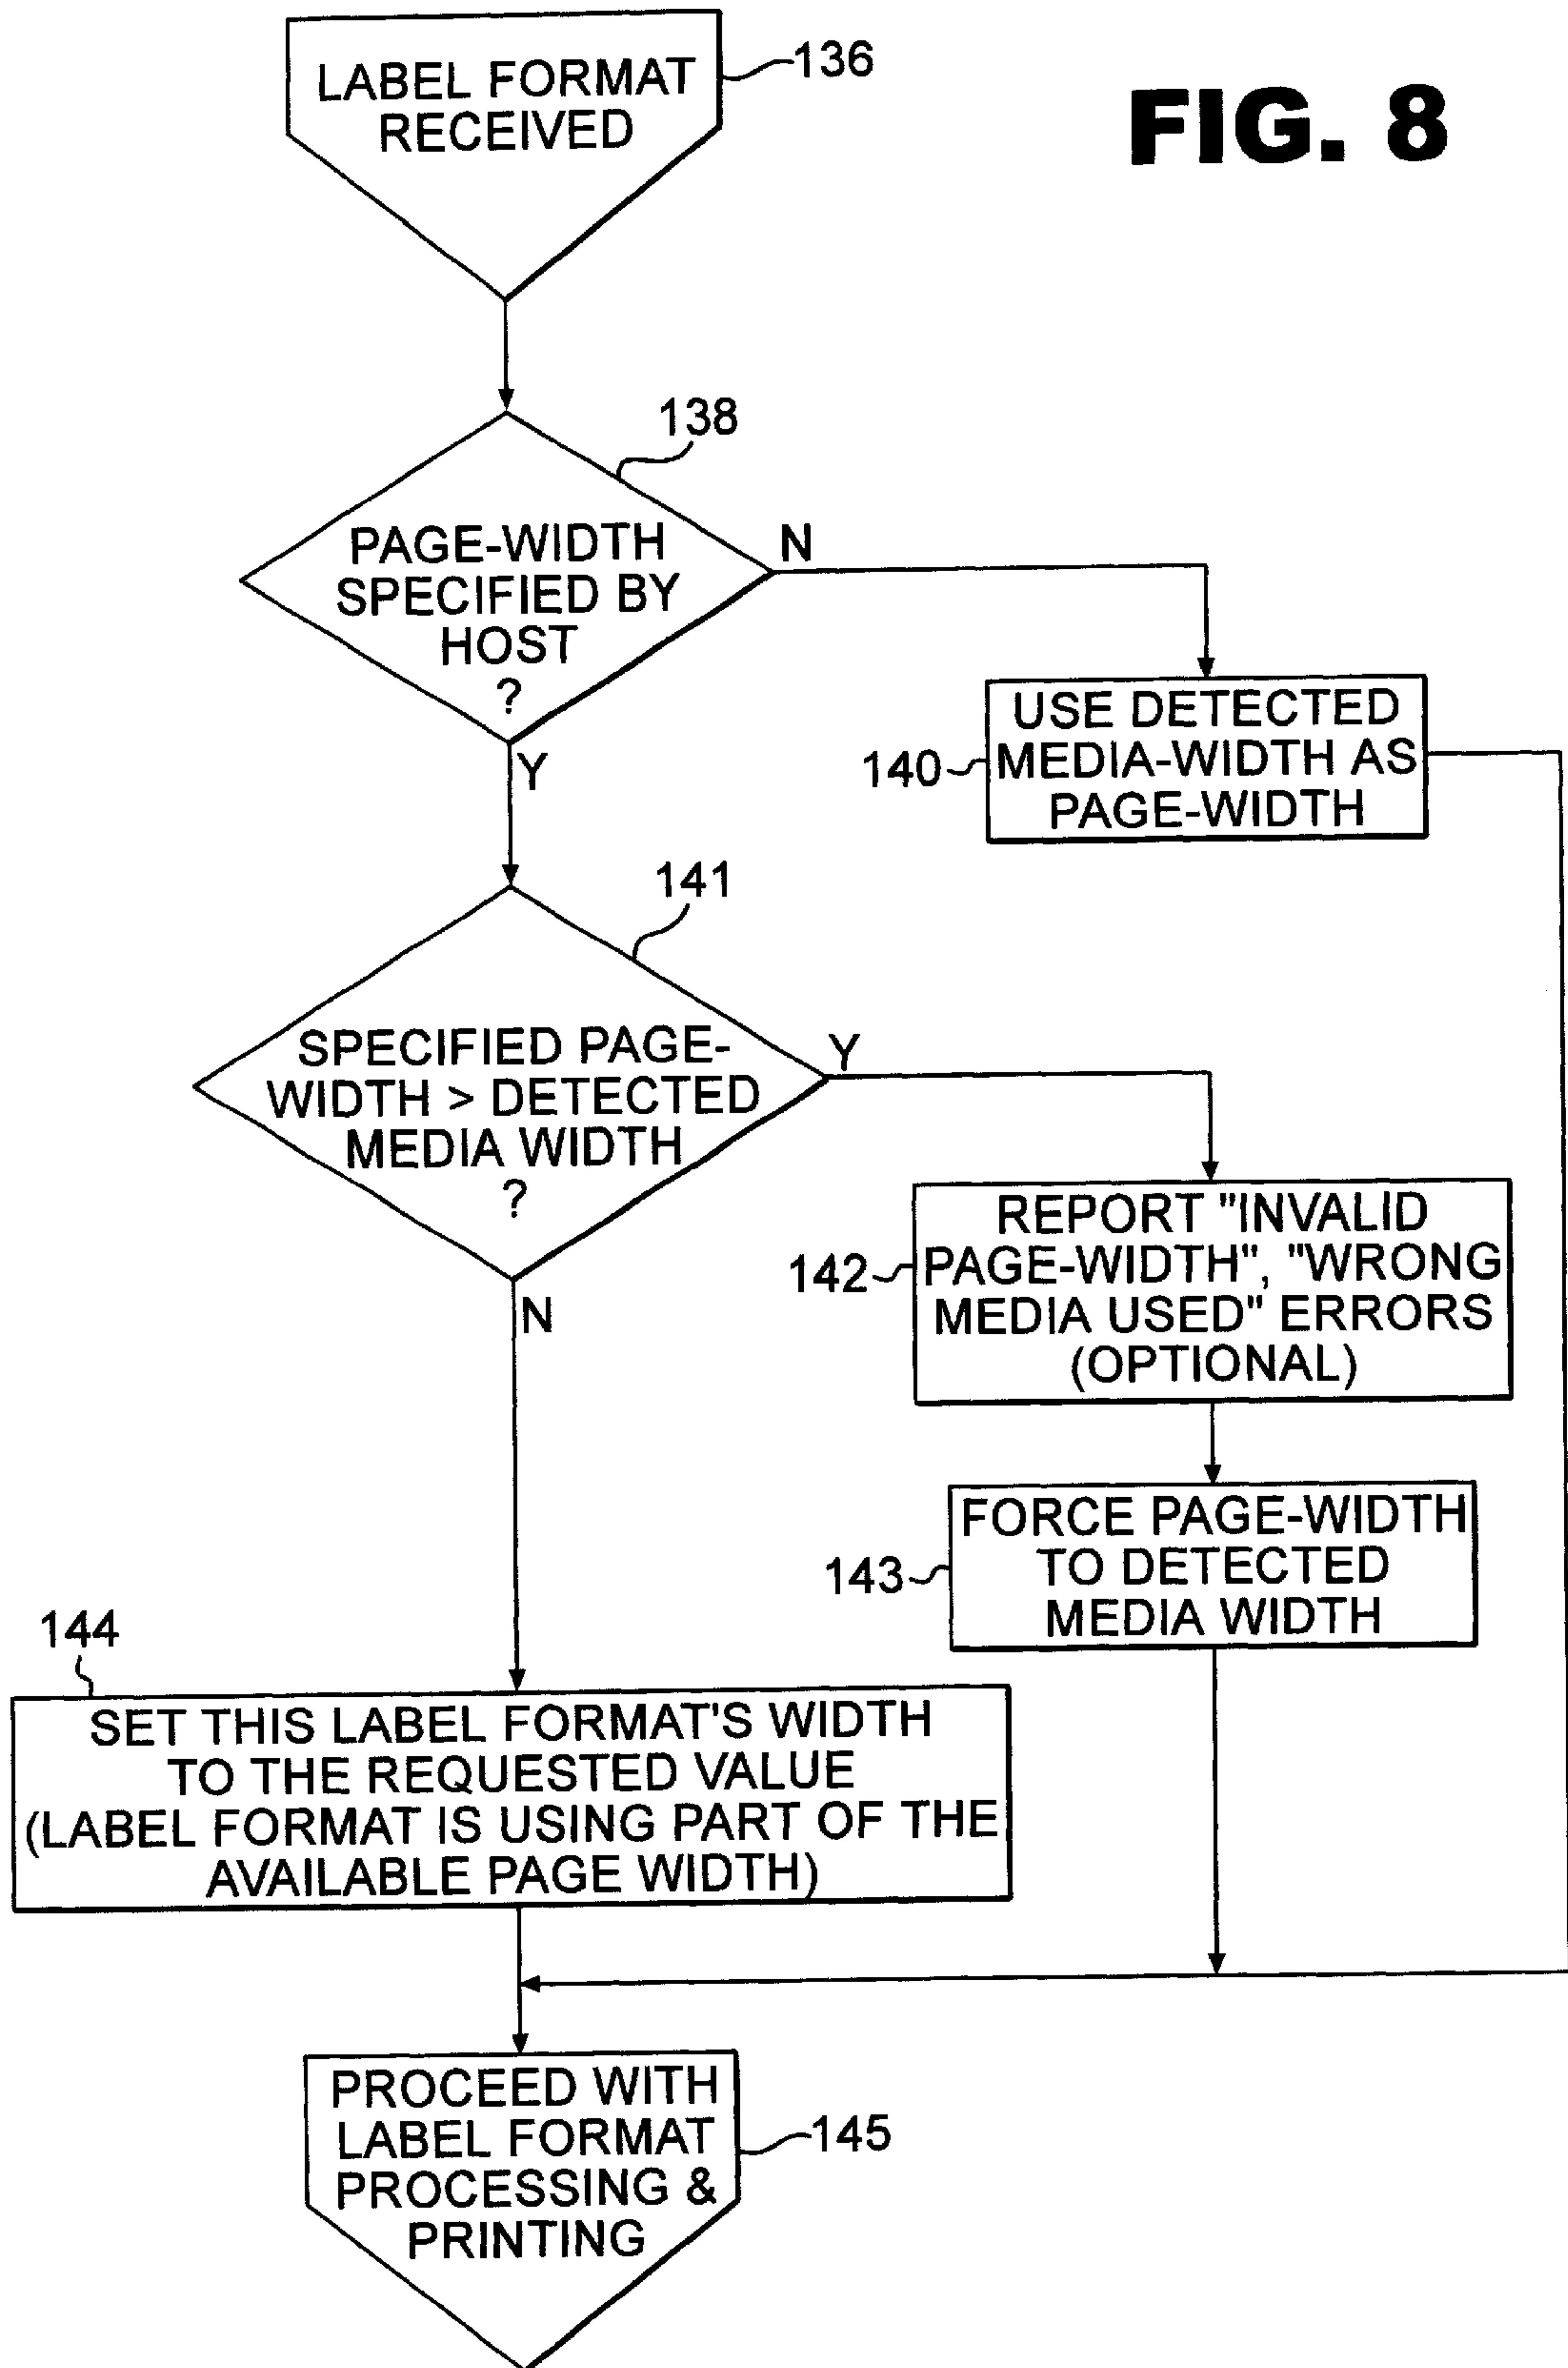 FIG. 8
LABEL FORMAT
RECEIVED
136
138
PAGE-WIDTH
SPECIFIED BY
HOST
?
N
Y
USE DETECTED
MEDIA-WIDTH AS
PAGE-WIDTH
140
141
SPECIFIED PAGE-
WIDTH > DETECTED
MEDIA WIDTH
?
Y
N
REPORT "INVALID
PAGE-WIDTH", "WRONG
MEDIA USED" ERRORS
(OPTIONAL)
142
FORCE PAGE-WIDTH
TO DETECTED
MEDIA WIDTH
143
144
SET THIS LABEL FORMAT'S WIDTH
TO THE REQUESTED VALUE
(LABEL FORMAT IS USING PART OF THE
AVAILABLE PAGE WIDTH)
PROCEED WITH
LABEL FORMAT
PROCESSING &
PRINTING
145